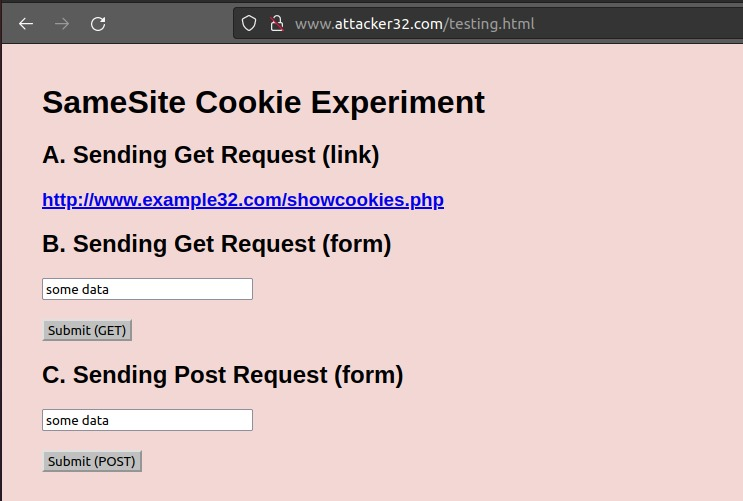 www.attacker32.com/testing.html
SameSite Cookie Experiment
A. Sending Get Request (link)
http://www.example32.com/showcookies.php
B. Sending Get Request (form)
some data
Submit (GET)
C. Sending Post Request (form)
some data
Submit (POST)